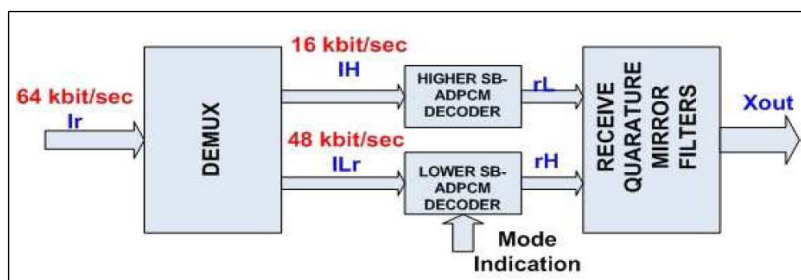 64 kbit/sec
Ir
DEMUX
16 kbit/sec
IH
HIGHER SB-
ADPCM
DECODER
rL
48 kbit/sec
ILr
LOWER SB-
ADPCM
DECODER
rH
Mode
Indication
RECEIVE
QUARATURE
MIRROR
FILTERS
Xout